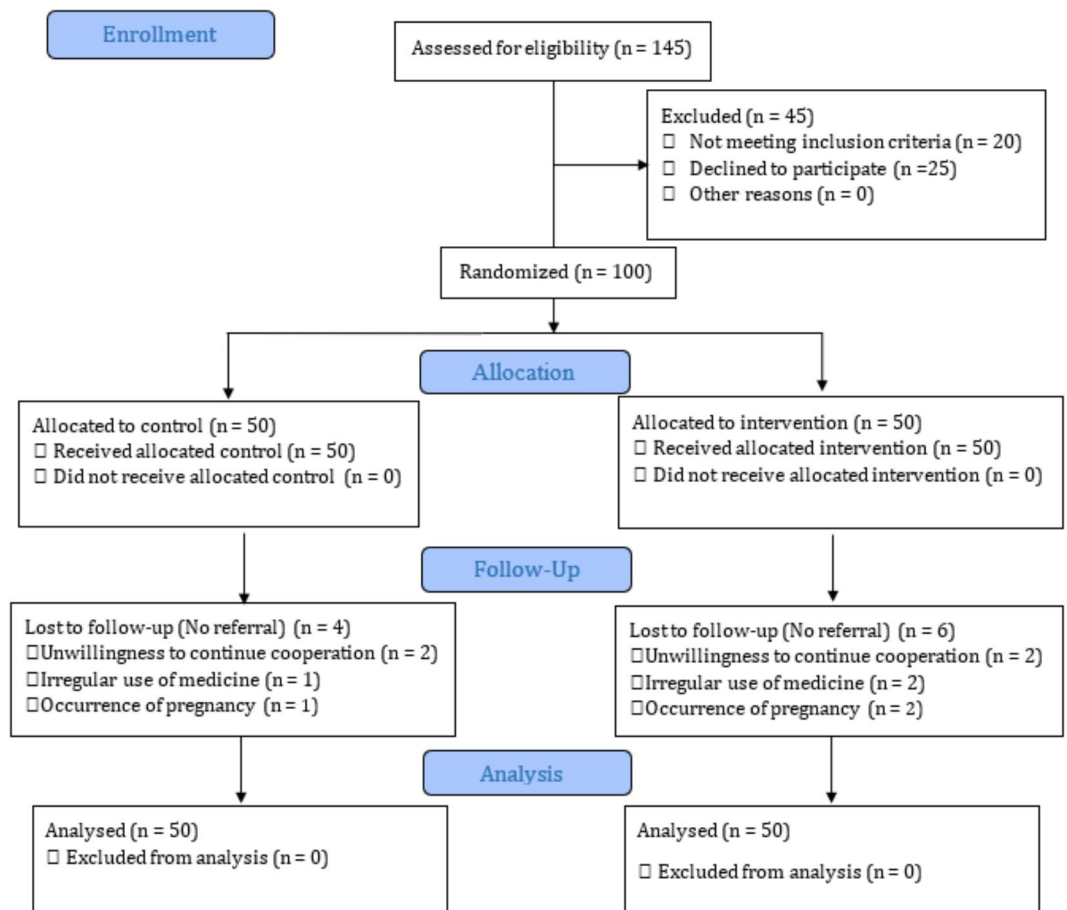 Enrollment
Assessed for eligibility (n = 145)
Excluded (n = 45)
□ Not meeting inclusion criteria (n = 20)
□ Declined to participate (n =25)
□ Other reasons (n = 0)
Randomized (n = 100)
Allocation
Allocated to control (n = 50)
□ Received allocated control (n = 50)
□ Did not receive allocated control (n = 0)
Allocated to intervention (n = 50)
□ Received allocated intervention (n = 50)
□ Did not receive allocated intervention (n = 0)
Follow-Up
Lost to follow-up (No referral) (n = 4)
□Unwillingness to continue cooperation (n = 2)
□Irregular use of medicine (n = 1)
□Occurrence of pregnancy (n = 1)
Lost to follow-up (No referral) (n = 6)
□Unwillingness to continue cooperation (n = 2)
□Irregular use of medicine (n = 2)
□Occurrence of pregnancy (n = 2)
Analysis
Analysed (n = 50)
□ Excluded from analysis (n = 0)
Analysed (n = 50)
□ Excluded from analysis (n = 0)